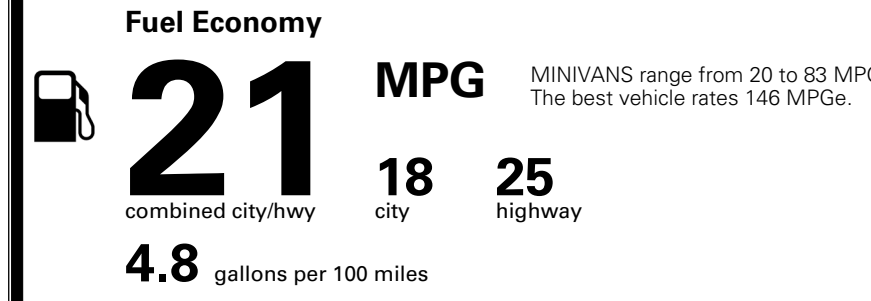 Fuel Economy
21 MPG
MINIVANS range from 20 to 83 MPG
The best vehicle rates 146 MPGe.
18 25
combined city/hwy city highway
4.8 gallons per 100 miles